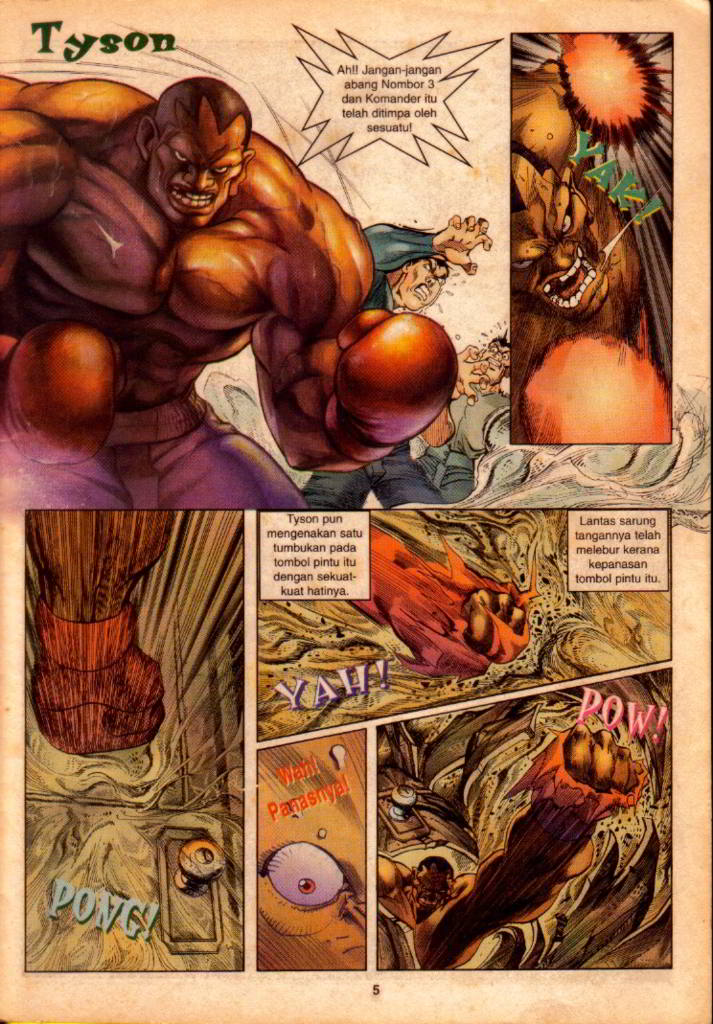 Tyson
Ah!! Jangan-jangan
abang Nombor 3
dan Komander itu
telah ditimpa oleh
sesuatu!
YAK!
Tyson pun
mengenakan satu
tumbukan pada
tombol pintu itu
dengan sekuat-
kuat hatinya.
Lantas sarung
tangannya telah
melebur kerana
kepanasan
tombol pintu itu.
PONG!
YAH!
Wah!
Panasnya!
POW!
5